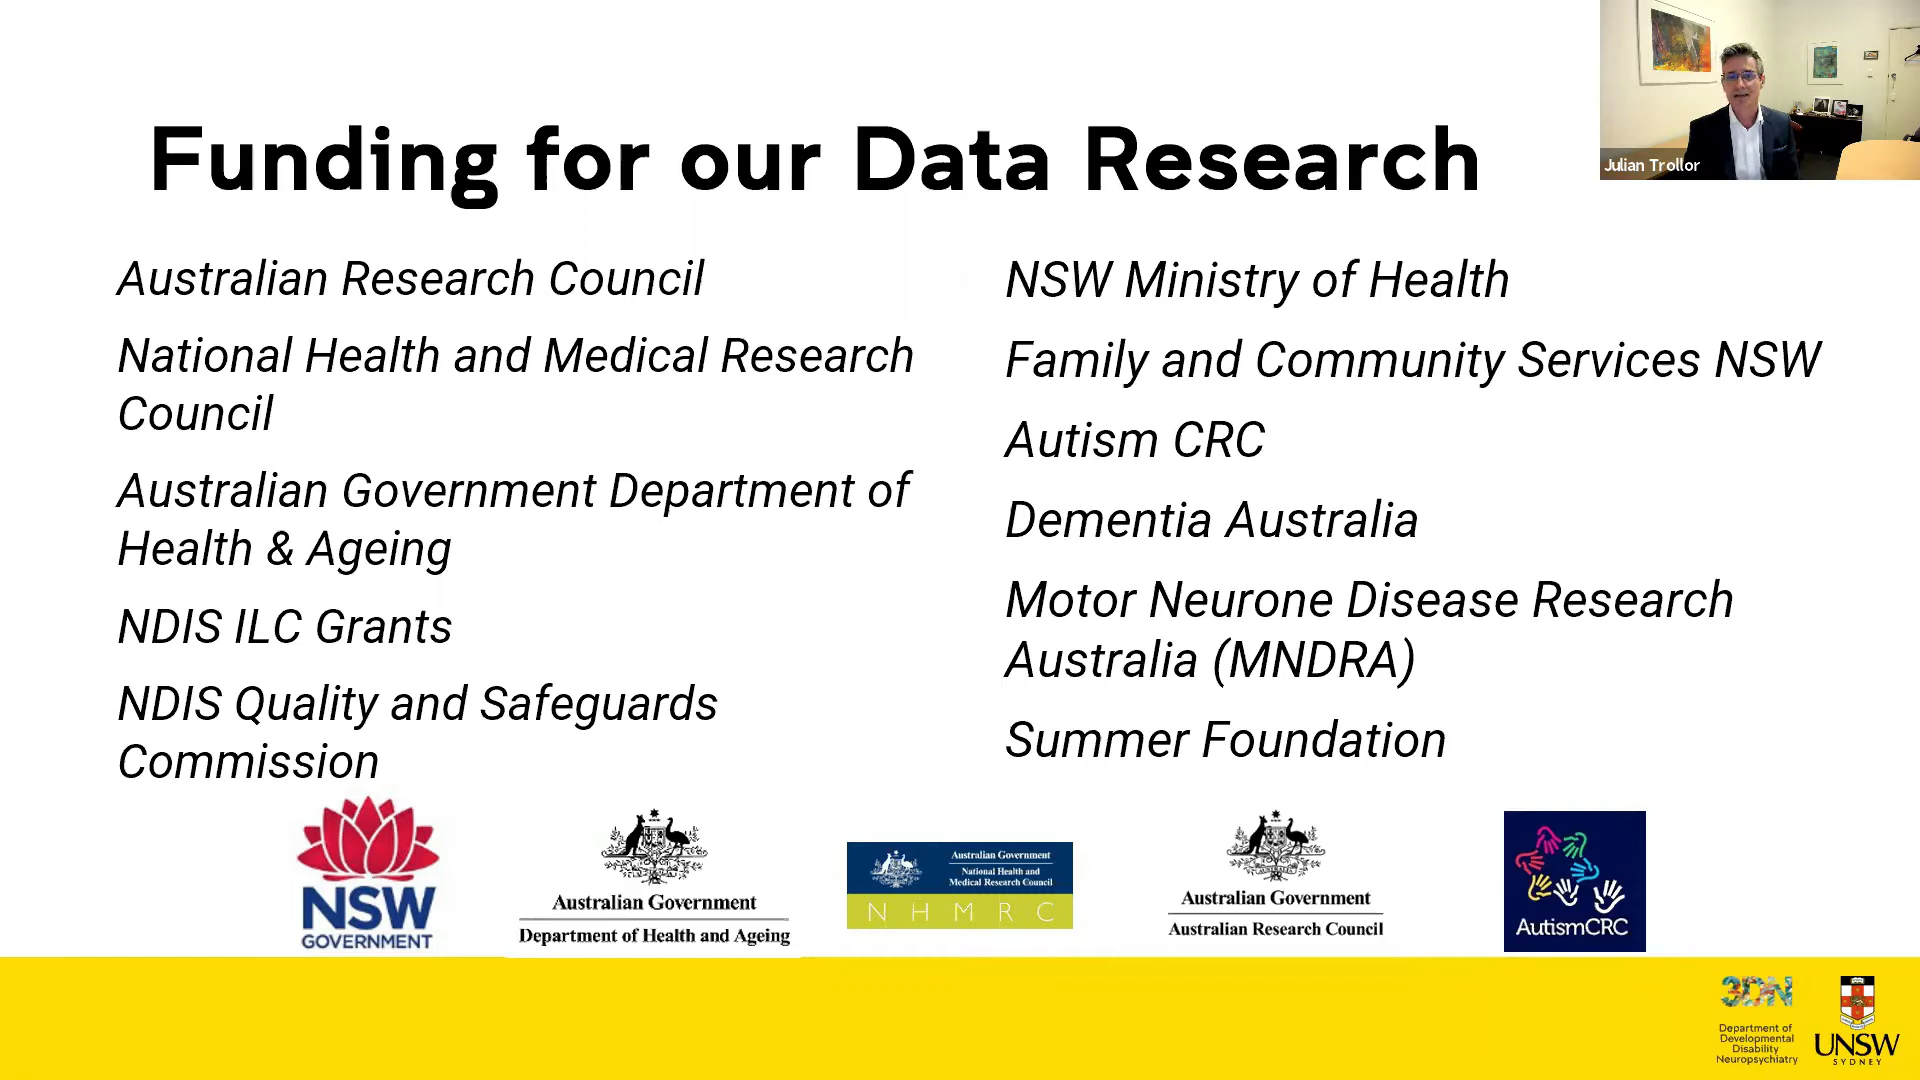 Funding for our Data Research
Julian Trollor
Australian Research Council
National Health and Medical Research
Council
Australian Government Department of
Health & Ageing
NDIS ILC Grants
NDIS Quality and Safeguards
Commission
NSW Ministry of Health
Family and Community Services NSW
Autism CRC
Dementia Australia
Motor Neurone Disease Research
Australia (MNDRA)
Summer Foundation
NSW
GOVERNMENT
Australian Government
Department of Health and Ageing
Australian Government
National Health and
Medical Research Council
NHMRC
Australian Government
Australian Research Council
AutismCRC
3DN
Department of
Developmental
Disability
Neuropsychiatry
UNSW
SYDNEY